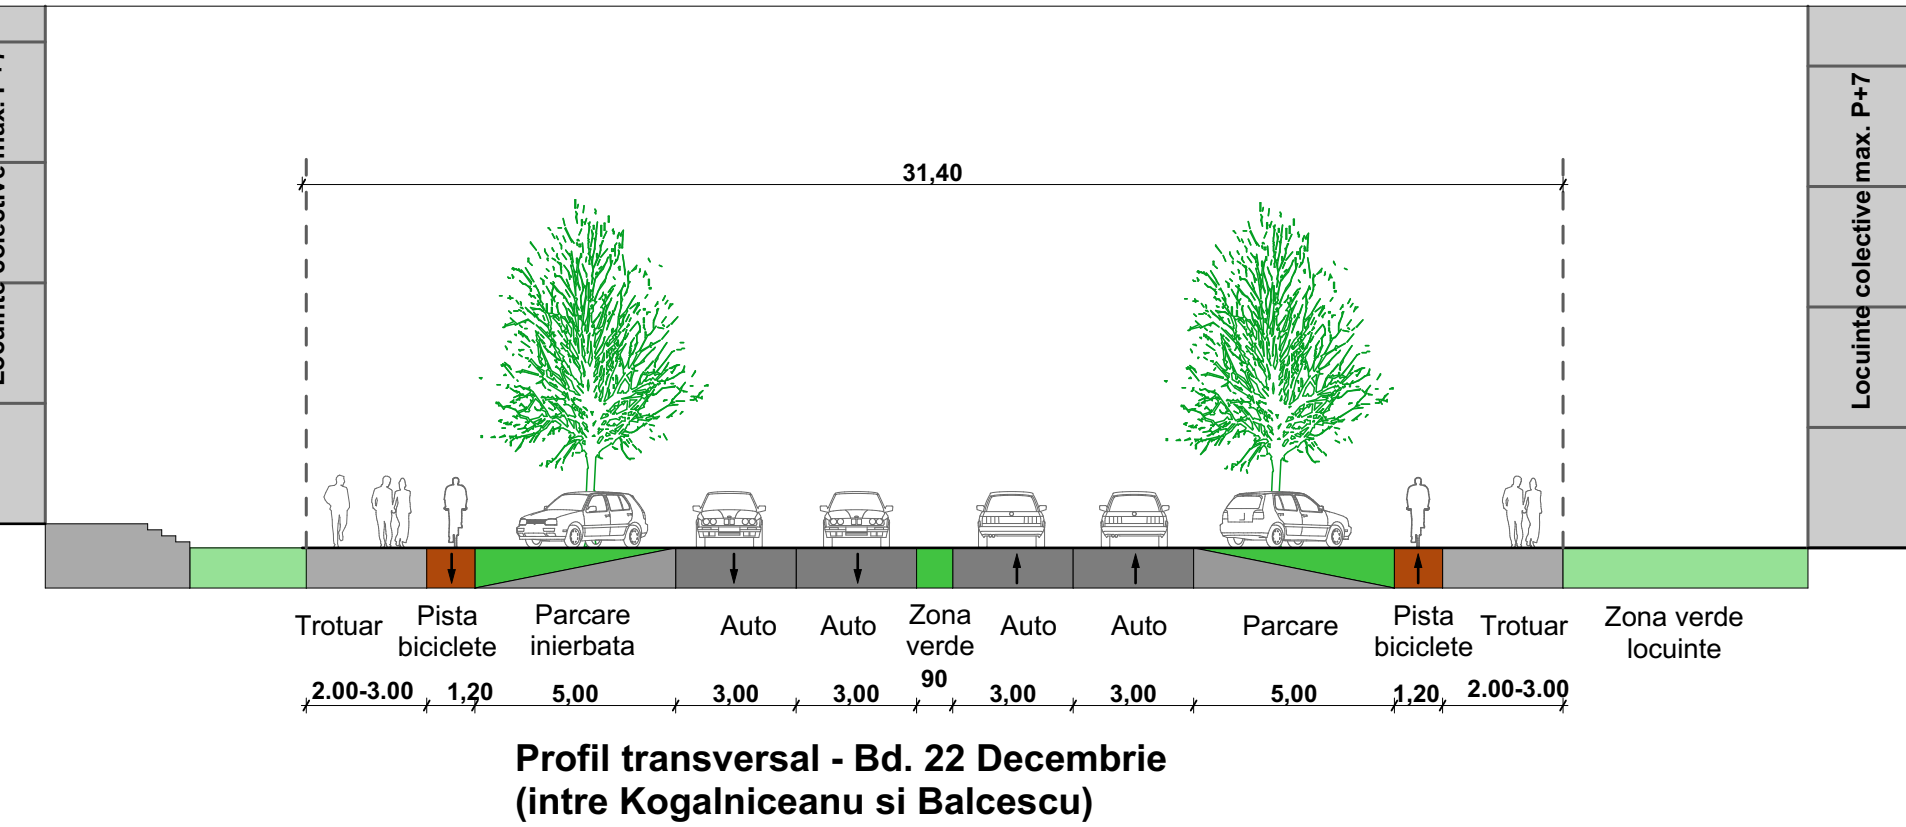 Locuinte colective max. P+7
31,40
Trotuar
Pista
biciclete
Parcare
inierbata
Auto
Auto
Zona
verde
Auto
Auto
Parcare
Pista
biciclete
Trotuar
Zona verde
locuinte
2.00-3.00
1,20
5,00
3,00
3,00
90
3,00
3,00
5,00
1,20
2.00-3.00
Profil transversal - Bd. 22 Decembrie
(intre Kogalniceanu si Balcescu)